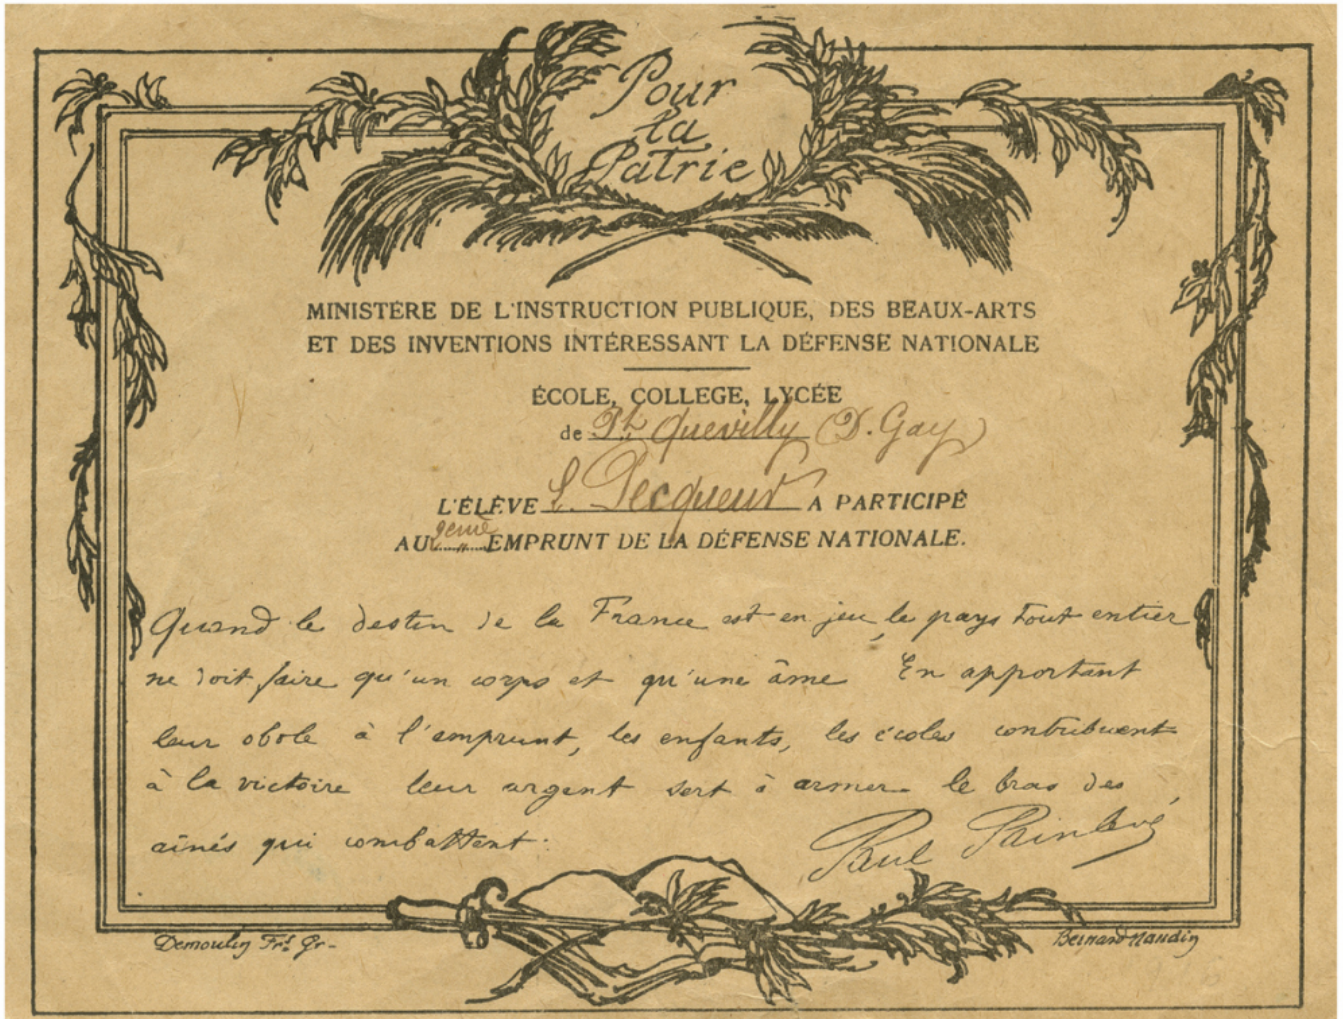 Pour
la
Patrie
MINISTÈRE DE L'INSTRUCTION PUBLIQUE, DES BEAUX-ARTS
ET DES INVENTIONS INTÉRESSANT LA DÉFENSE NATIONALE
ÉCOLE, COLLEGE, LYCÉE
de Pt Quevilly (D. Gay)
L'ÉLÈVE L. Pecqueur A PARTICIPÉ
AU 2eme EMPRUNT DE LA DÉFENSE NATIONALE.
Quand le destin de la France est en jeu, le pays tout entier
ne doit faire qu'un corps et qu'une âme En apportant
leur obole à l'emprunt, les enfants, les écoles contribuent
à la victoire leur argent sert à armer le bras des
aînés qui combattent.
Paul Painlevé
Demoulin Frs Gr-
Bernard Naudin